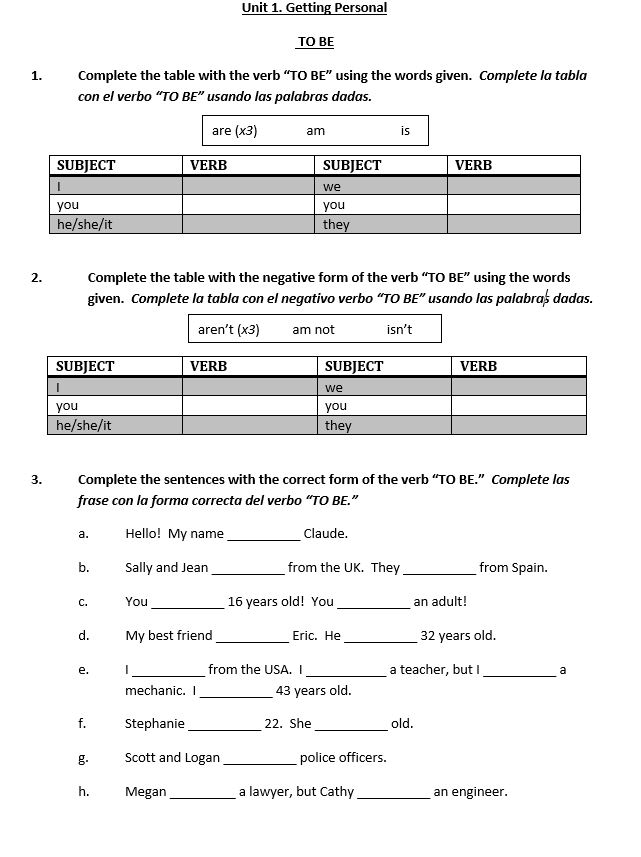 Unit 1. Getting Personal
TO BE
1. Complete the table with the verb “TO BE” using the words given. Complete la tabla
con el verbo “TO BE” usando las palabras dadas.
are (x3) am is
SUBJECT VERB SUBJECT VERB
I we
you you
he/she/it they
2. Complete the table with the negative form of the verb “TO BE” using the words
given. Complete la tabla con el negativo verbo “TO BE” usando las palabras dadas.
aren’t (x3) am not isn’t
SUBJECT VERB SUBJECT VERB
I we
you you
he/she/it they
3. Complete the sentences with the correct form of the verb “TO BE.” Complete las
frase con la forma correcta del verbo “TO BE.”
a. Hello! My name __________ Claude.
b. Sally and Jean __________ from the UK. They __________ from Spain.
c. You __________ 16 years old! You __________ an adult!
d. My best friend __________ Eric. He __________ 32 years old.
e. I __________ from the USA. I ___________ a teacher, but I __________ a
mechanic. I __________ 43 years old.
f. Stephanie __________ 22. She __________ old.
g. Scott and Logan __________ police officers.
h. Megan _________ a lawyer, but Cathy __________ an engineer.